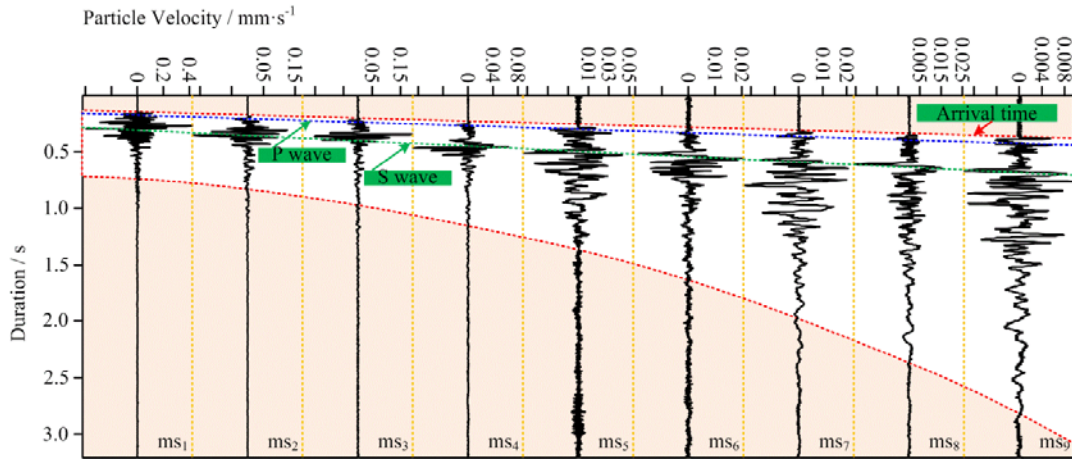 Particle Velocity / mm·s⁻¹
0 0.2 0.4 0 0.05 0.15 0 0.05 0.15 0 0.04 0.08 0.01 0.03 0.05 0 0.01 0.02 0 0.01 0.02 0.005 0.015 0.025 0 0.004 0.008
Arrival time
P wave
S wave
Duration / s
0.5
1.0
1.5
2.0
2.5
3.0
ms₁ ms₂ ms₃ ms₄ ms₅ ms₆ ms₇ ms₈ ms₉